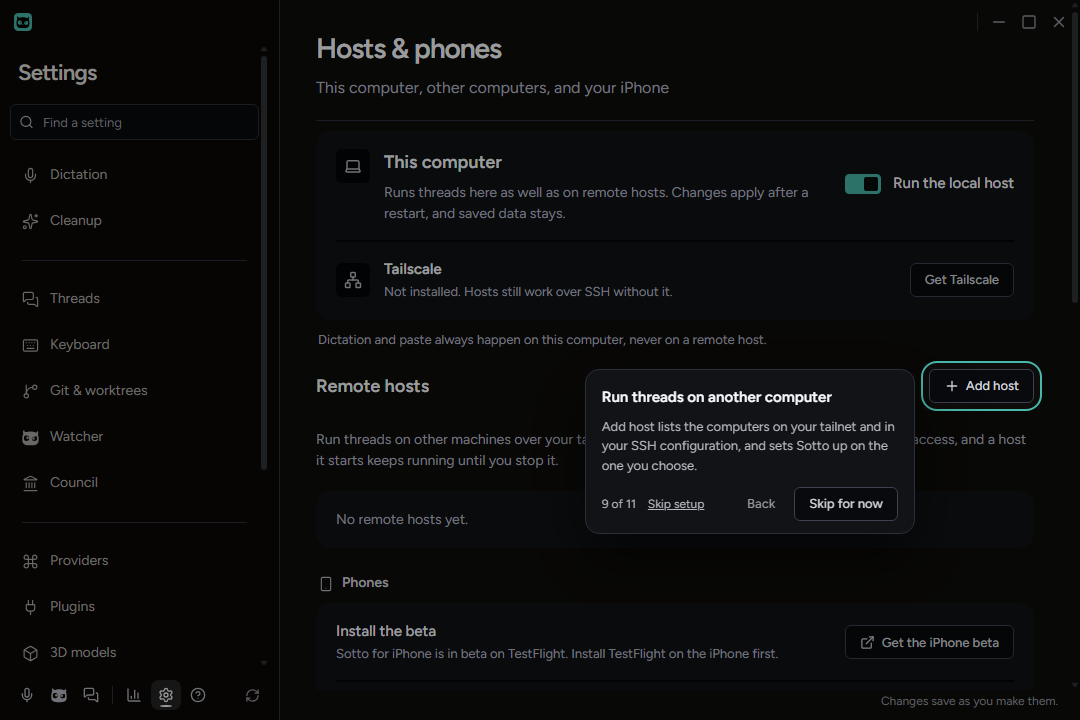 Settings
Find a setting
Dictation
Cleanup
Threads
Keyboard
Git & worktrees
Watcher
Council
Providers
Plugins
3D models
Hosts & phones
This computer, other computers, and your iPhone
This computer
Runs threads here as well as on remote hosts. Changes apply after a
restart, and saved data stays.
Run the local host
Tailscale
Not installed. Hosts still work over SSH without it.
Get Tailscale
Dictation and paste always happen on this computer, never on a remote host.
Remote hosts
Add host
Run threads on other machines over your
access, and a host
it starts keeps running until you stop it.
Run threads on another computer
Add host lists the computers on your tailnet and in
your SSH configuration, and sets Sotto up on the
one you choose.
9 of 11
Skip setup
Back
Skip for now
No remote hosts yet.
Phones
Install the beta
Sotto for iPhone is in beta on TestFlight. Install TestFlight on the iPhone first.
Get the iPhone beta
Changes save as you make them.